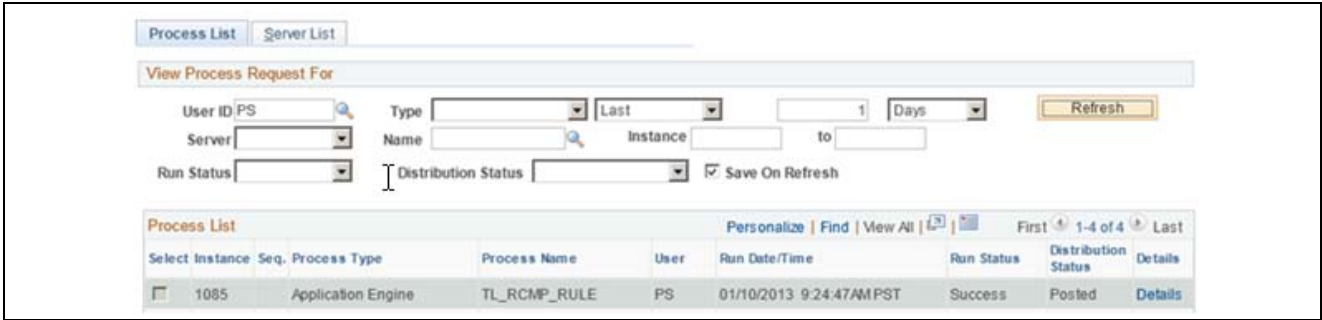 Process List Server List
View Process Request For
User ID PS Type Last 1 Days Refresh
Server Name Instance to
Run Status Distribution Status Save On Refresh
Process List Personalize | Find | View All | | First 1-4 of 4 Last
Select Instance Seq. Process Type Process Name User Run Date/Time Run Status Distribution Status Details
1085 Application Engine TL_RCMP_RULE PS 01/10/2013 9:24:47AM PST Success Posted Details